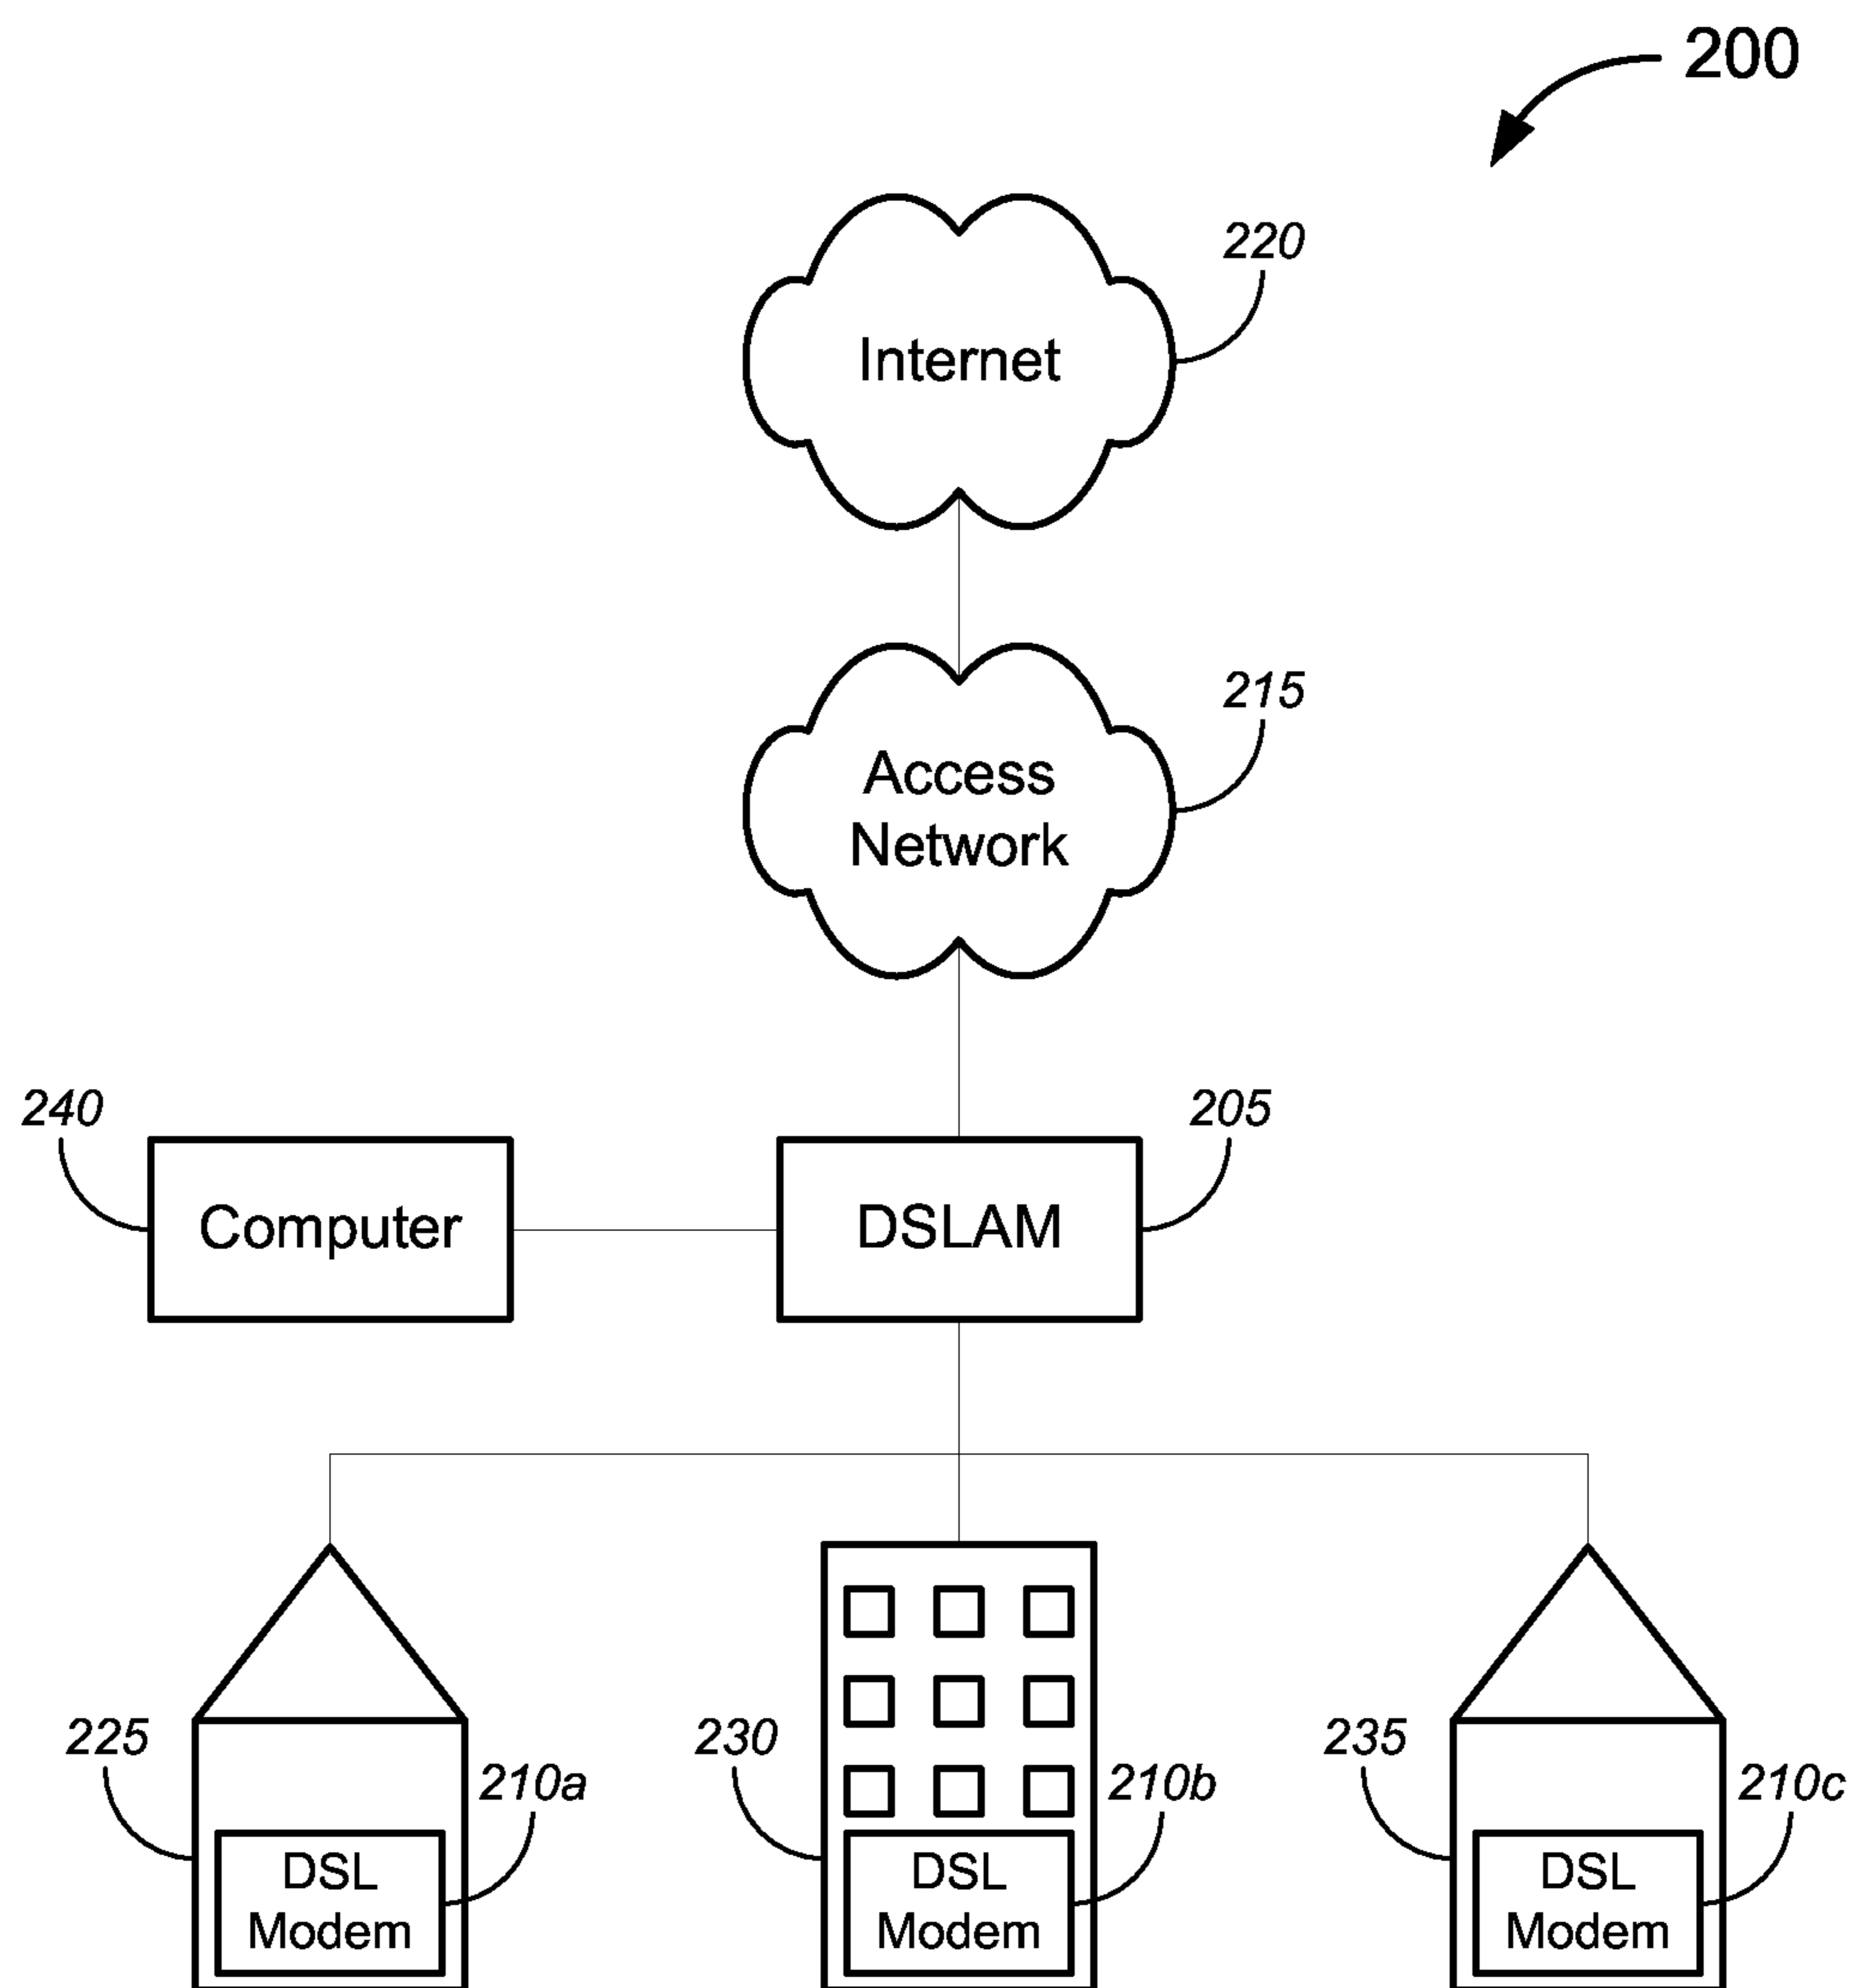 200
220
Internet
215
Access
Network
240
205
Computer
DSLAM
225
230
235
210a
210b
210c
DSL
Modem
DSL
Modem
DSL
Modem